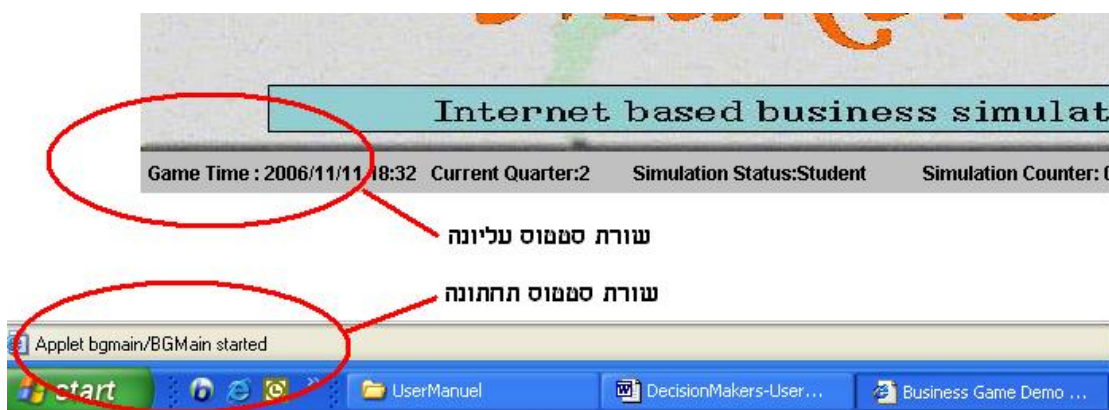 Internet based business simulat
Game Time : 2006/11/11 18:32 Current Quarter:2 Simulation Status:Student Simulation Counter:
שורת סטטוס עליונה
שורת סטטוס תחתונה
Applet bgmain/BGMain started
start UserManuel DecisionMakers-User... Business Game Demo ...